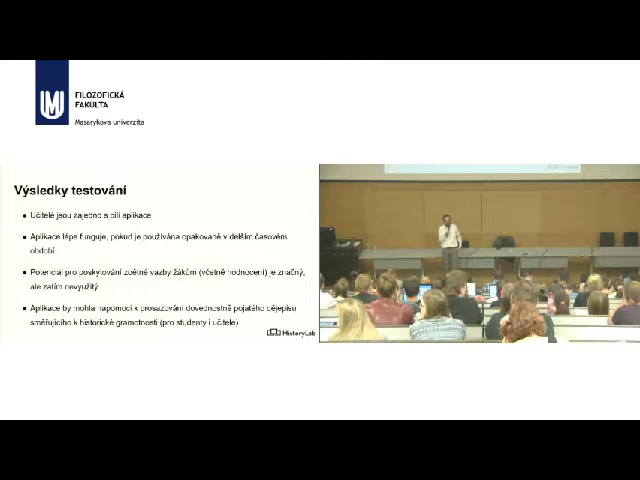 FILOZOFICKÁ
FAKULTA
Masarykova univerzita
Výsledky testování
Učitelé jsou zajedno s cíli aplikace
Aplikace lépe funguje, pokud je používána opakovaně v delším časovém
období
Potenciál pro poskytování zpětné vazby žákům (včetně hodnocení) je značný,
ale zatím nevyužitý
Aplikace by mohla napomoci k prosazování dovednostně pojatého dějepisu
směřujícího k historické gramotnosti (pro studenty i učitele)
HistoryLab